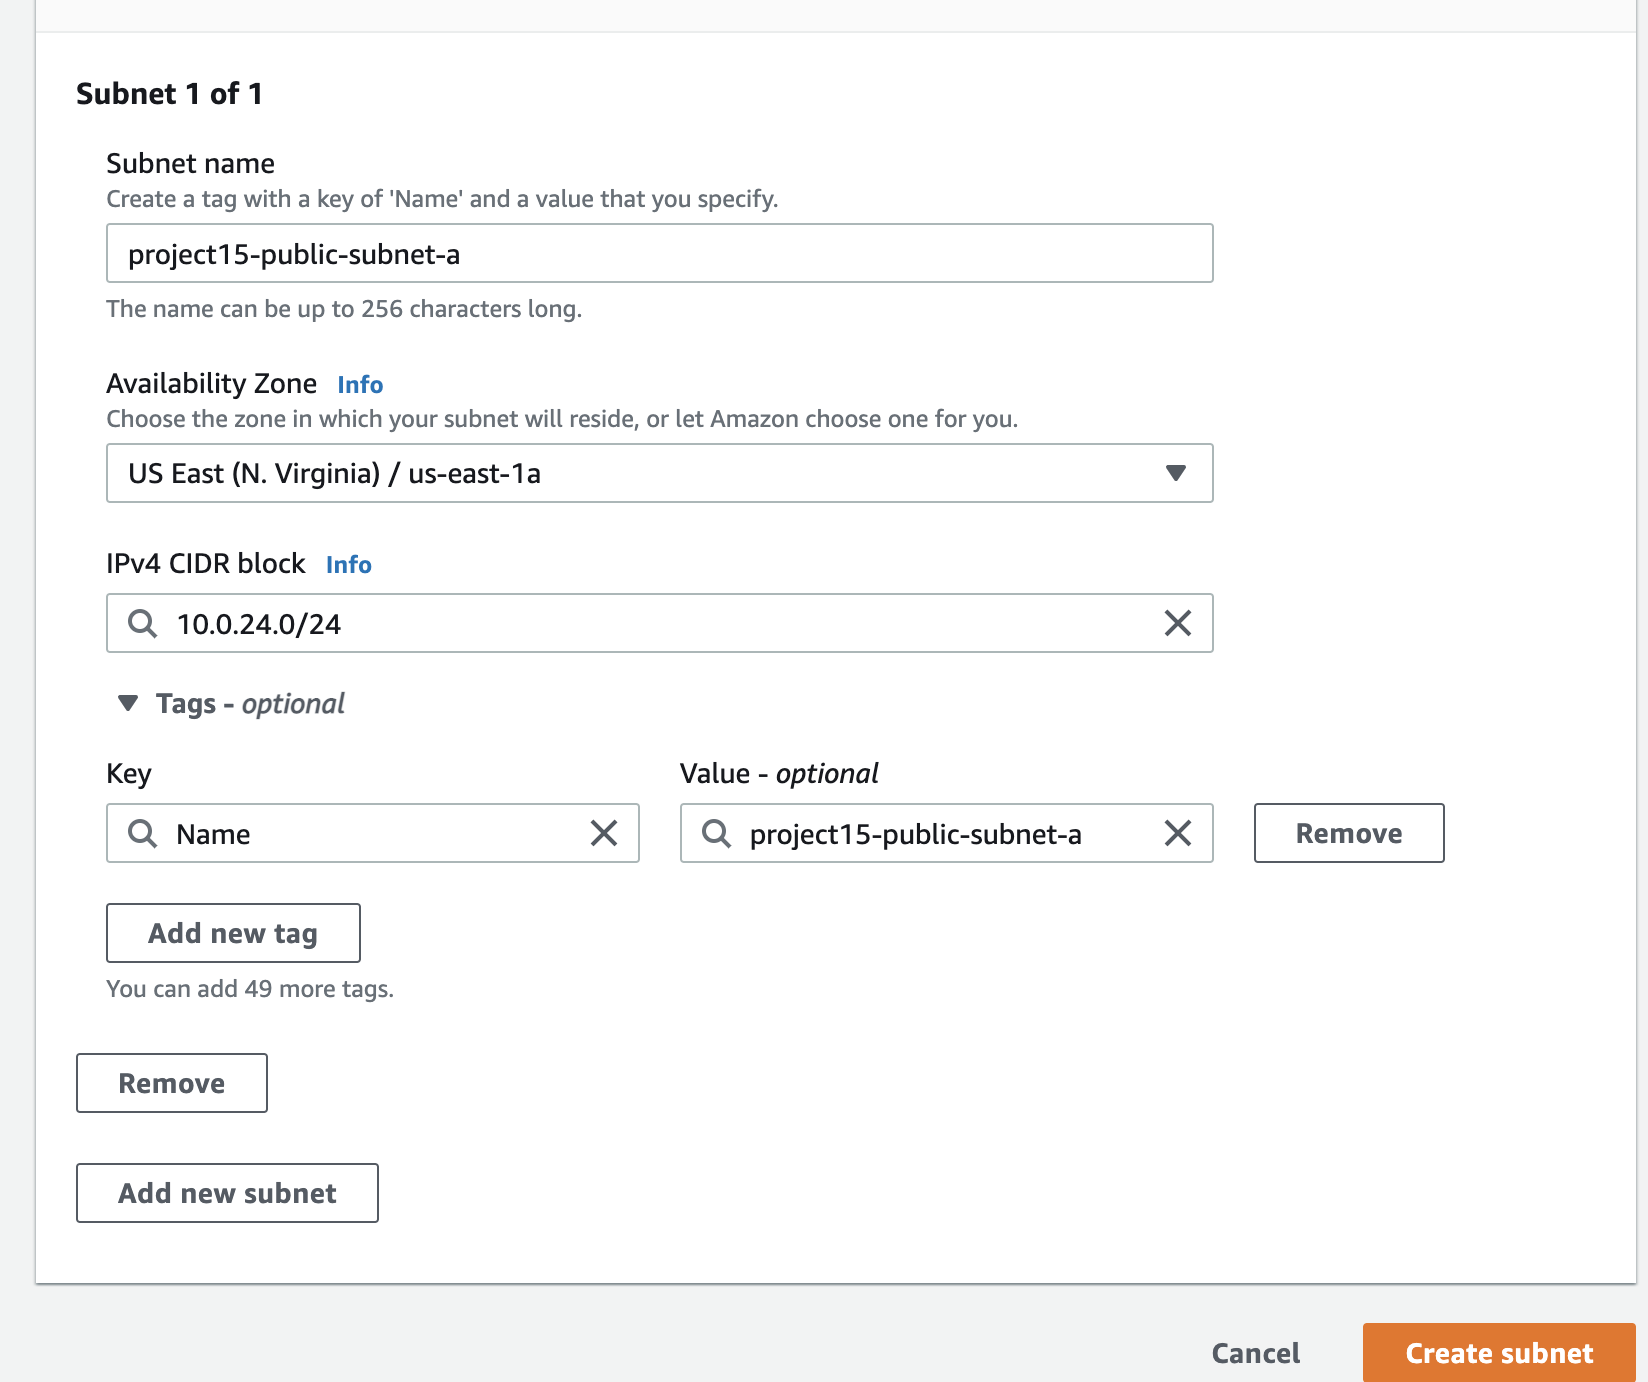 Subnet 1 of 1
Subnet name
Create a tag with a key of 'Name' and a value that you specify.
project15-public-subnet-a
The name can be up to 256 characters long.
Availability Zone Info
Choose the zone in which your subnet will reside, or let Amazon choose one for you.
US East (N. Virginia) / us-east-1a
IPv4 CIDR block Info
10.0.24.0/24
Tags - optional
Key Value - optional
Name project15-public-subnet-a Remove
Add new tag
You can add 49 more tags.
Remove
Add new subnet
Cancel Create subnet